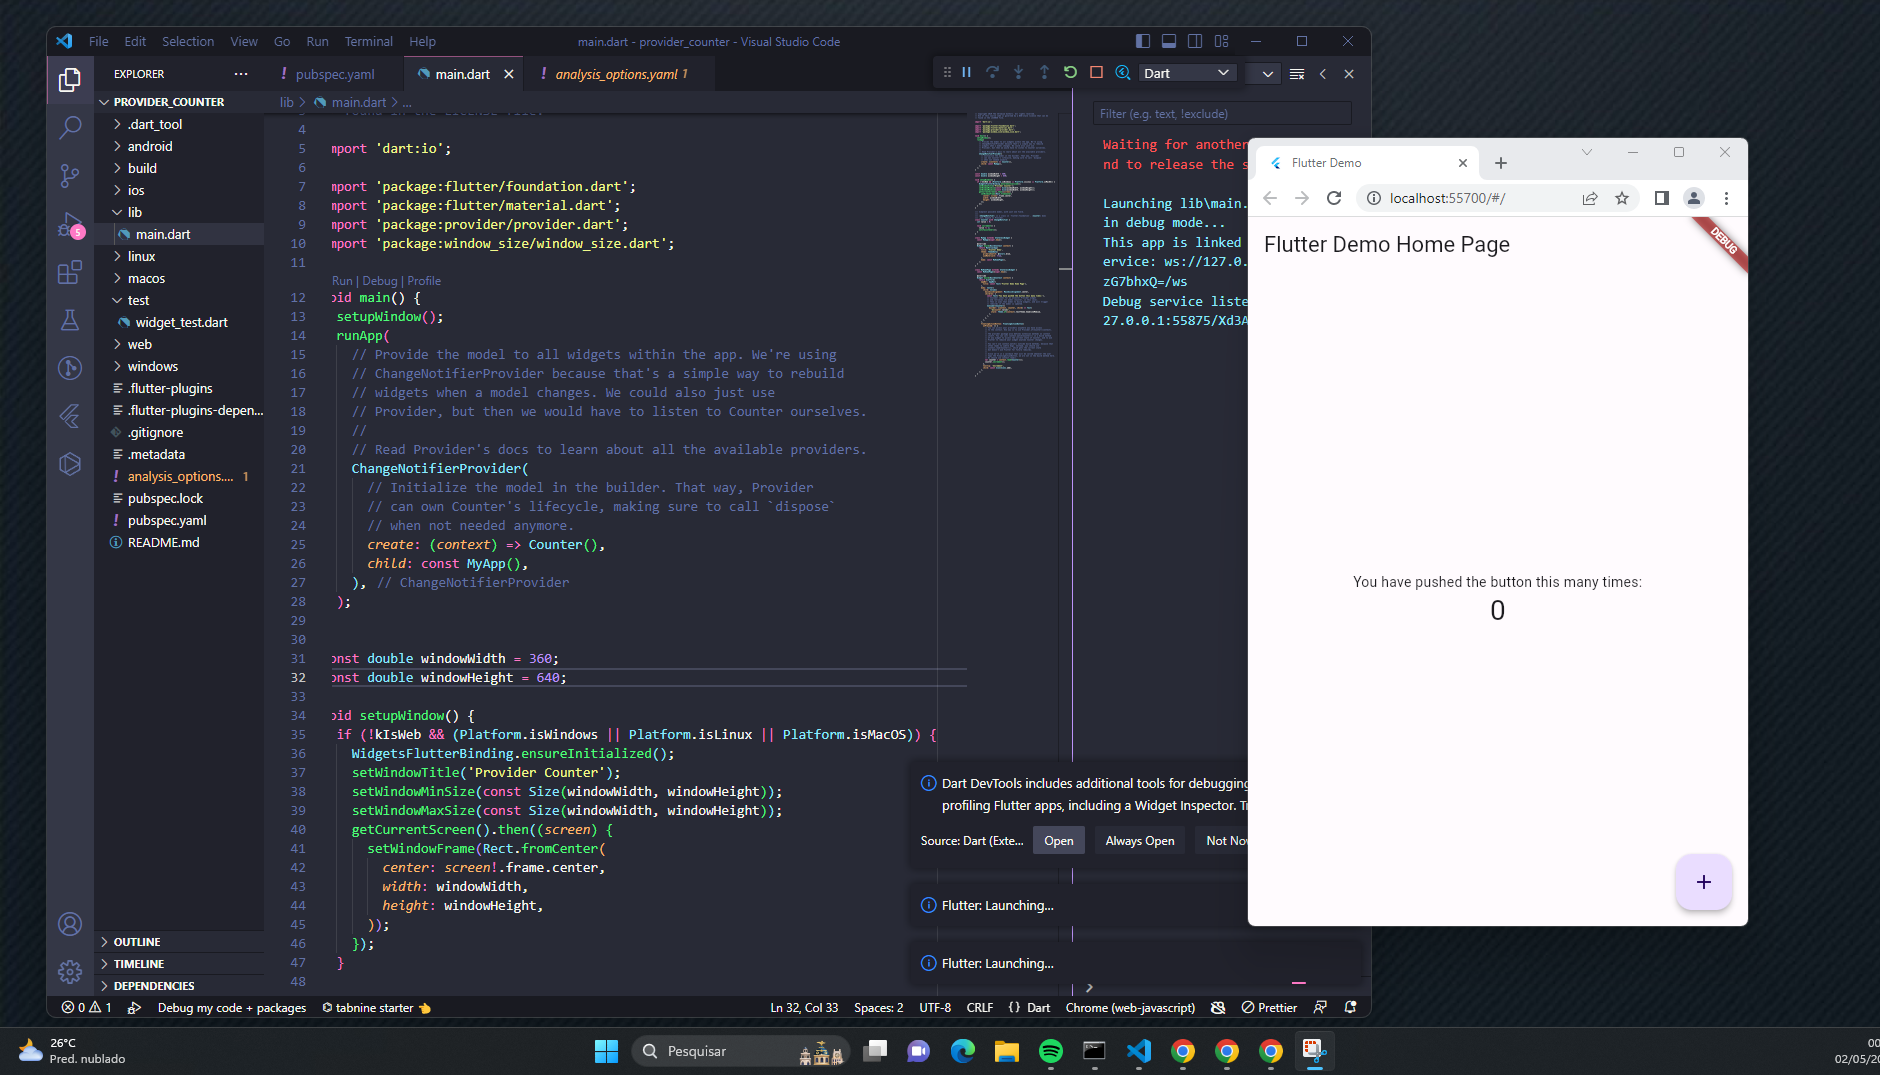 File Edit Selection View Go Run Terminal Help
main.dart - provider_counter - Visual Studio Code
EXPLORER
PROVIDER_COUNTER
.dart_tool
android
build
ios
lib
main.dart
linux
macos
test
widget_test.dart
web
windows
.flutter-plugins
.flutter-plugins-depen...
.gitignore
.metadata
analysis_options.... 1
pubspec.lock
pubspec.yaml
README.md
OUTLINE
TIMELINE
DEPENDENCIES
5
pubspec.yaml
main.dart
analysis_options.yaml 1
lib > main.dart > ...
4
5 mport 'dart:io';
6
7 mport 'package:flutter/foundation.dart';
8 mport 'package:flutter/material.dart';
9 mport 'package:provider/provider.dart';
10 mport 'package:window_size/window_size.dart';
11
Run | Debug | Profile
12 oid main() {
13 setupWindow();
14 runApp(
15 // Provide the model to all widgets within the app. We're using
16 // ChangeNotifierProvider because that's a simple way to rebuild
17 // widgets when a model changes. We could also just use
18 // Provider, but then we would have to listen to Counter ourselves.
19 //
20 // Read Provider's docs to learn about all the available providers.
21 ChangeNotifierProvider(
22 // Initialize the model in the builder. That way, Provider
23 // can own Counter's lifecycle, making sure to call `dispose`
24 // when not needed anymore.
25 create: (context) => Counter(),
26 child: const MyApp(),
27 ), // ChangeNotifierProvider
28 );
29
30
31 onst double windowWidth = 360;
32 onst double windowHeight = 640;
33
34 oid setupWindow() {
35 if (!kIsWeb && (Platform.isWindows || Platform.isLinux || Platform.isMacOS)) {
36 WidgetsFlutterBinding.ensureInitialized();
37 setWindowTitle('Provider Counter');
38 setWindowMinSize(const Size(windowWidth, windowHeight));
39 setWindowMaxSize(const Size(windowWidth, windowHeight));
40 getCurrentScreen().then((screen) {
41 setWindowFrame(Rect.fromCenter(
42 center: screen!.frame.center,
43 width: windowWidth,
44 height: windowHeight,
45 ));
46 });
47 }
48
Dart
Filter (e.g. text, !exclude)
Waiting for another
nd to release the s
Launching lib\main.
in debug mode...
This app is linked
ervice: ws://127.0.
zG7bhxQ=/ws
Debug service liste
27.0.0.1:55875/Xd3A
Dart DevTools includes additional tools for debugging
profiling Flutter apps, including a Widget Inspector. Tr
Source: Dart (Exte... Open Always Open Not Now
Flutter: Launching...
Flutter: Launching...
Flutter Demo
localhost:55700/#/
Flutter Demo Home Page
DEBUG
You have pushed the button this many times:
0
+
0 1 Debug my code + packages tabnine starter
Ln 32, Col 33 Spaces: 2 UTF-8 CRLF {} Dart Chrome (web-javascript) Prettier
26°C
Pred. nublado
Pesquisar
00
02/05/20